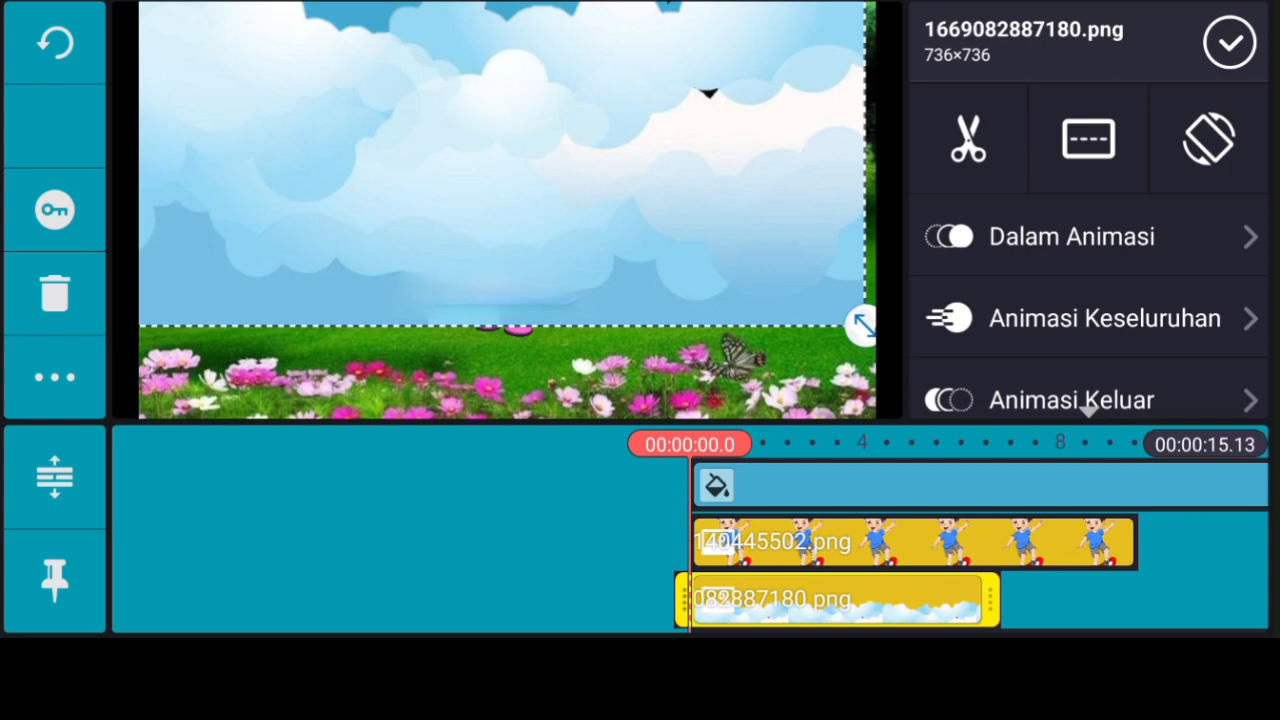 1669082887180.png
736×736
Dalam Animasi
Animasi Keseluruhan
Animasi Keluar
00:00:00.0
4
8
00:00:15.13
140445502.png
082887180.png